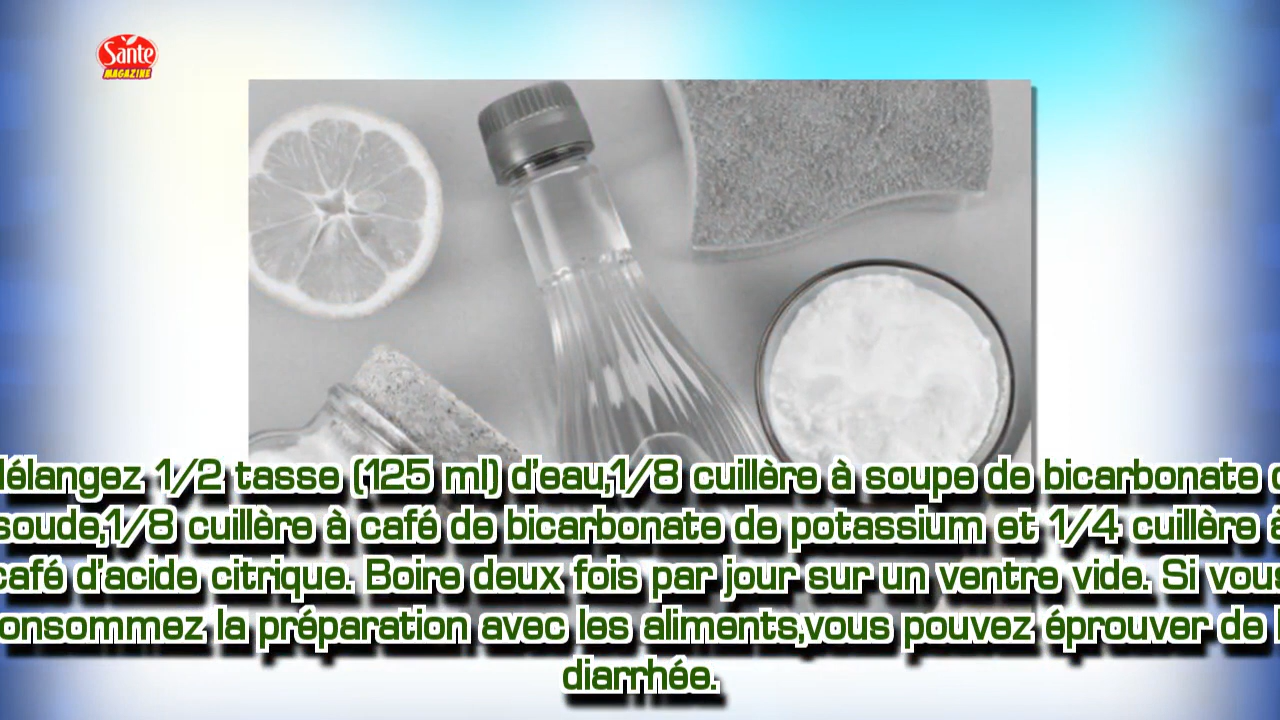 Santé
MAGAZINE
élangez 1/2 tasse (125 ml) d'eau,1/8 cuillère à soupe de bicarbonate
soude,1/8 cuillère à café de bicarbonate de potassium et 1/4 cuillère à
café d'acide citrique. Boire deux fois par jour sur un ventre vide. Si vous
onsommez la préparation avec les aliments,vous pouvez éprouver de
diarrhée.